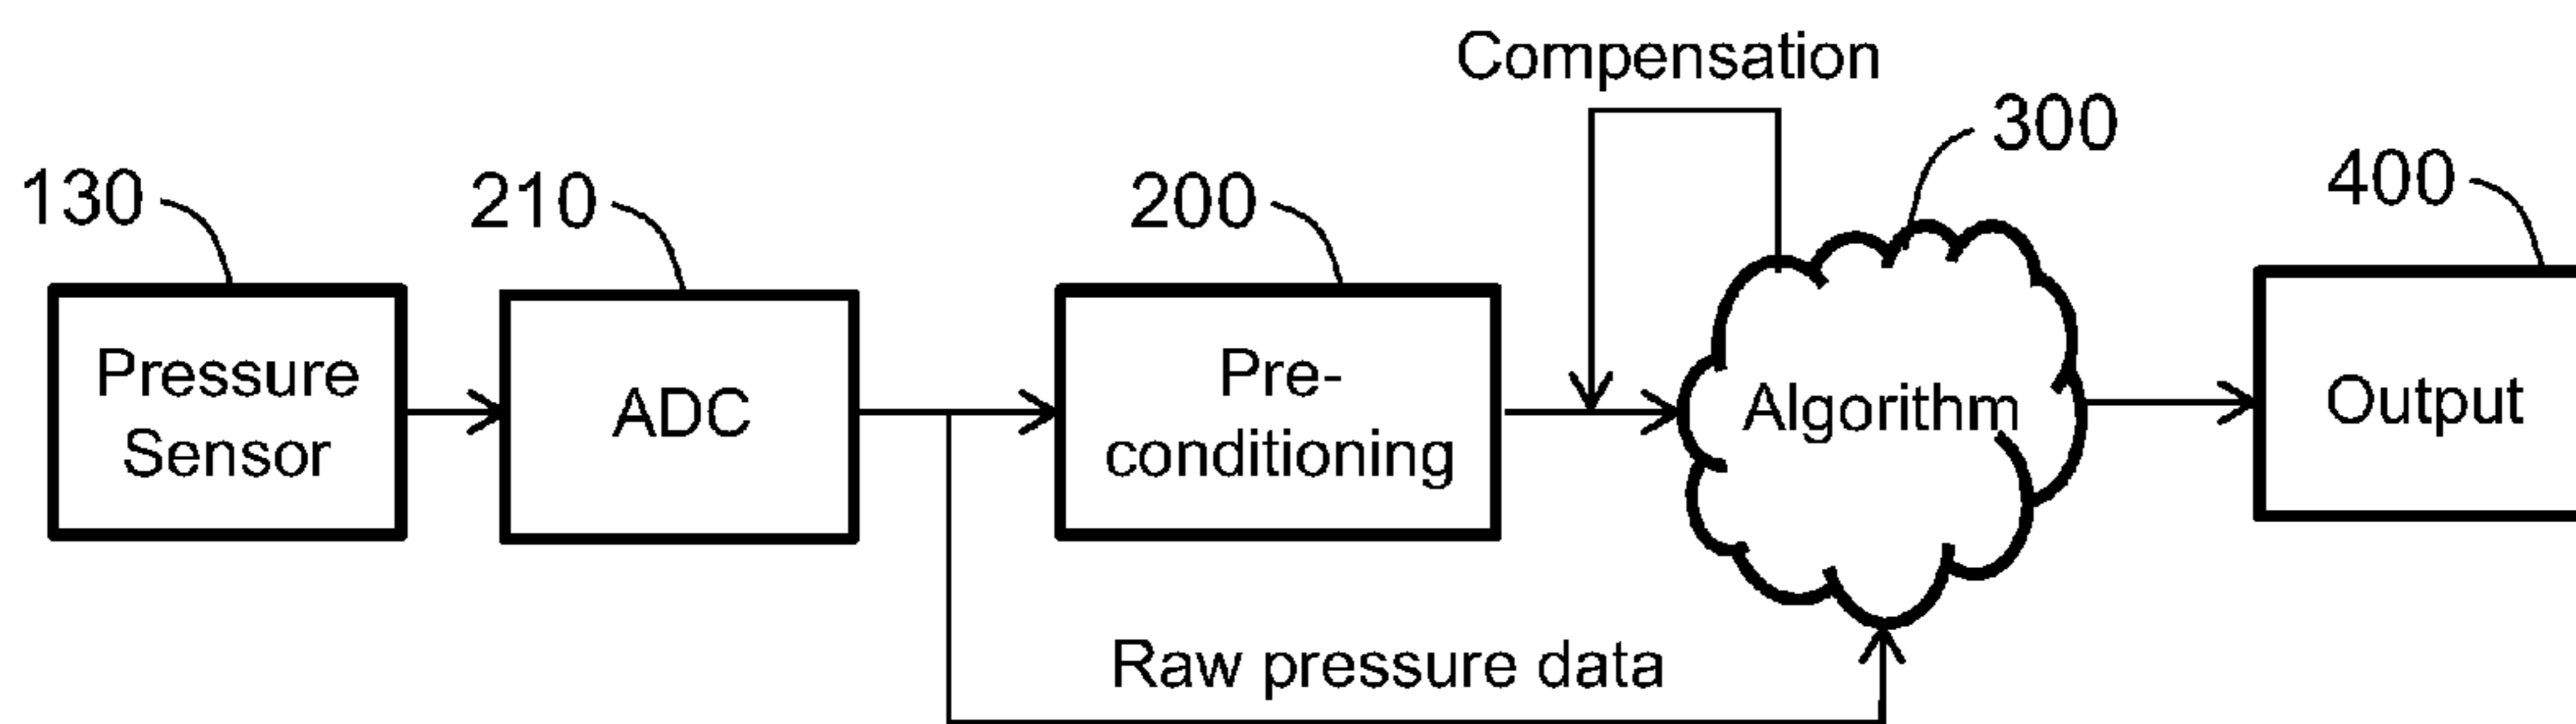 Compensation
130
210
200
300
400
Pressure
Sensor
ADC
Pre-
conditioning
Algorithm
Output
Raw pressure data